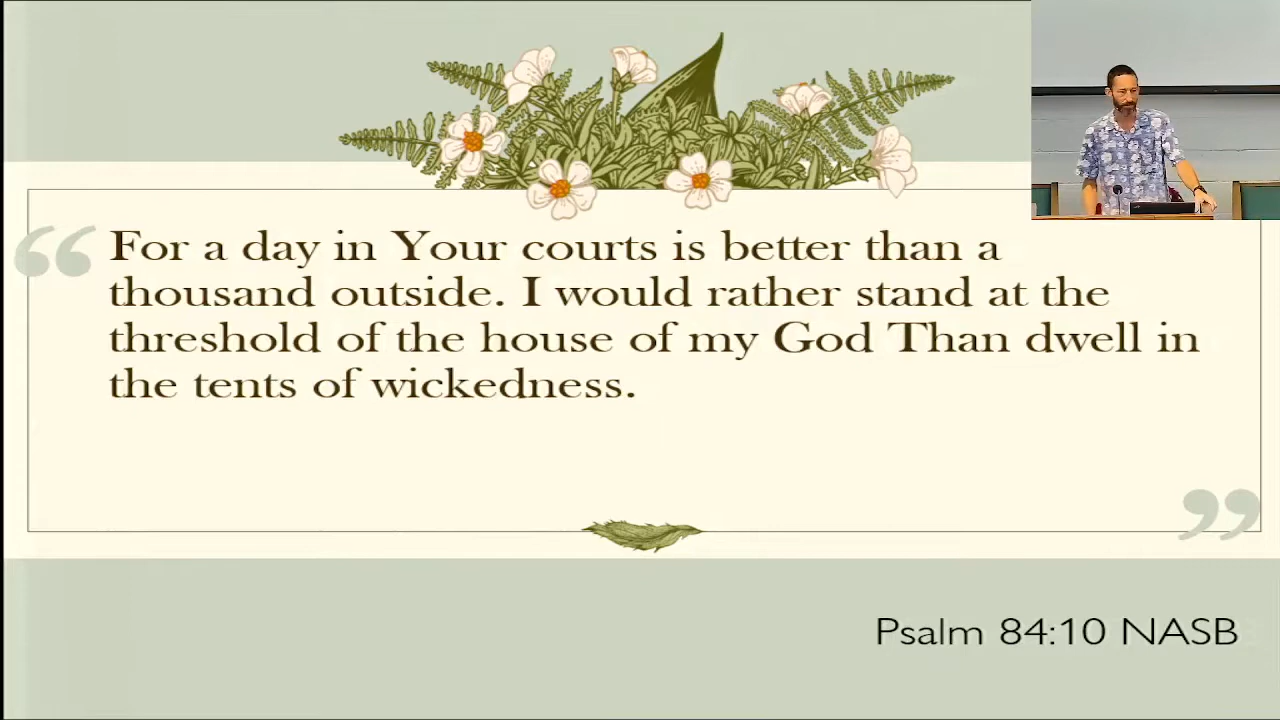 “
For a day in Your courts is better than a
thousand outside. I would rather stand at the
threshold of the house of my God Than dwell in
the tents of wickedness.
”
Psalm 84:10 NASB